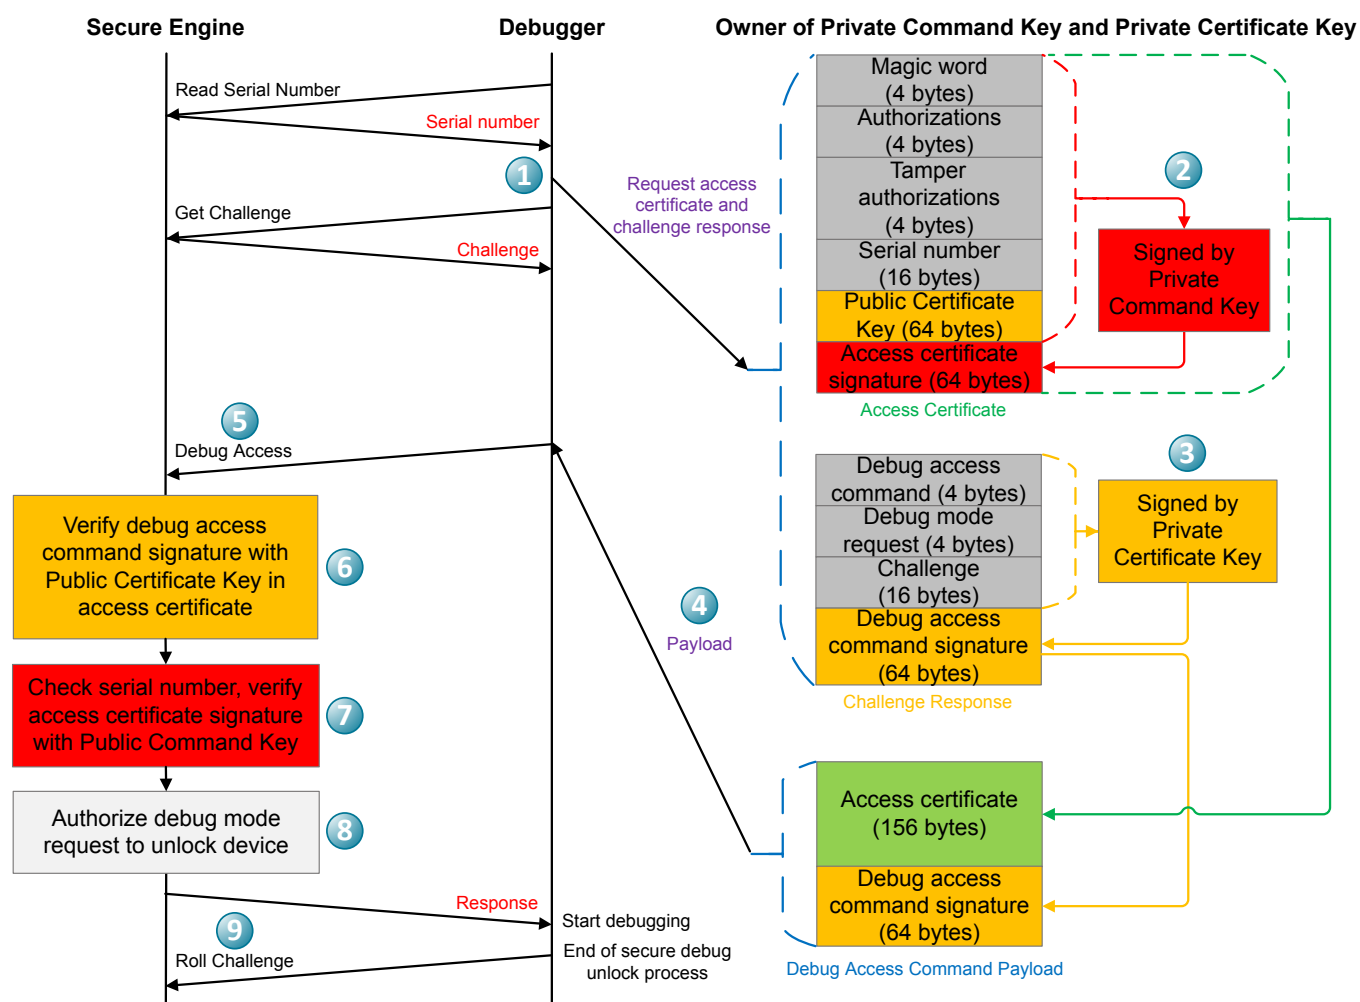 Secure Engine
Debugger
Owner of Private Command Key and Private Certificate Key
Read Serial Number
Serial number
1
Request access
certificate and
challenge response
Get Challenge
Challenge
Magic word
(4 bytes)
Authorizations
(4 bytes)
Tamper
authorizations
(4 bytes)
Serial number
(16 bytes)
Public Certificate
Key (64 bytes)
Access certificate
signature (64 bytes)
Access Certificate
2
Signed by
Private
Command Key
5
Debug Access
Debug access
command (4 bytes)
Debug mode
request (4 bytes)
Challenge
(16 bytes)
Debug access
command signature
(64 bytes)
Challenge Response
3
Signed by
Private
Certificate Key
Verify debug access
command signature with
Public Certificate Key in
access certificate
6
4
Payload
Check serial number, verify
access certificate signature
with Public Command Key
7
Authorize debug mode
request to unlock device
8
Access certificate
(156 bytes)
Debug access
command signature
(64 bytes)
Debug Access Command Payload
Response
Start debugging
9
Roll Challenge
End of secure debug
unlock process